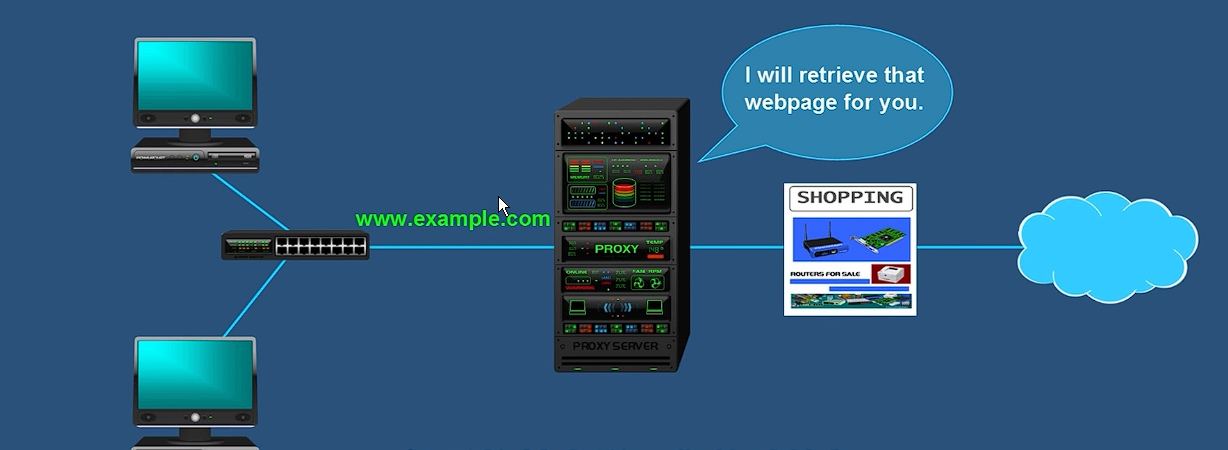 I will retrieve that
webpage for you.
SHOPPING
www.example.com
PROXY
TEMP
ROUTERS FOR SALE
ONLINE
FAN RPM
WARNING
PROXY SERVER